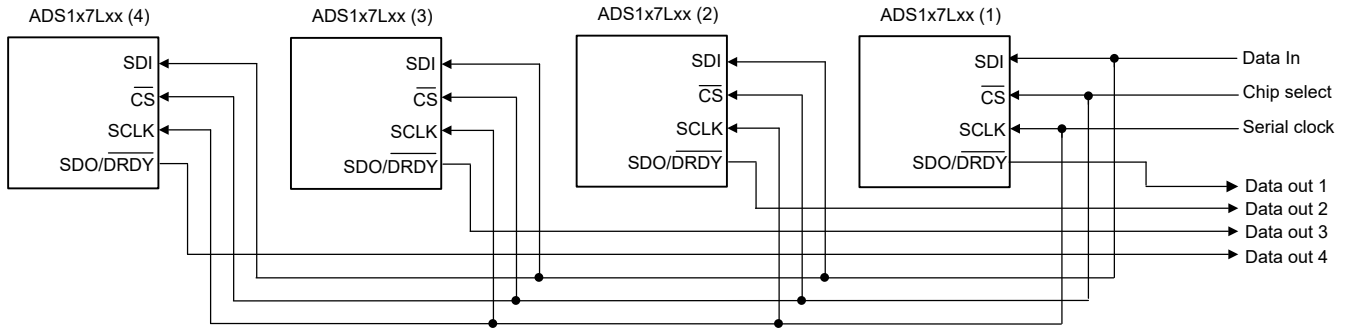 ADS1x7Lxx (4)
SDI
CS
SCLK
SDO/DRDY
ADS1x7Lxx (3)
SDI
CS
SCLK
SDO/DRDY
ADS1x7Lxx (2)
SDI
CS
SCLK
SDO/DRDY
ADS1x7Lxx (1)
SDI
CS
SCLK
SDO/DRDY
Data In
Chip select
Serial clock
Data out 1
Data out 2
Data out 3
Data out 4